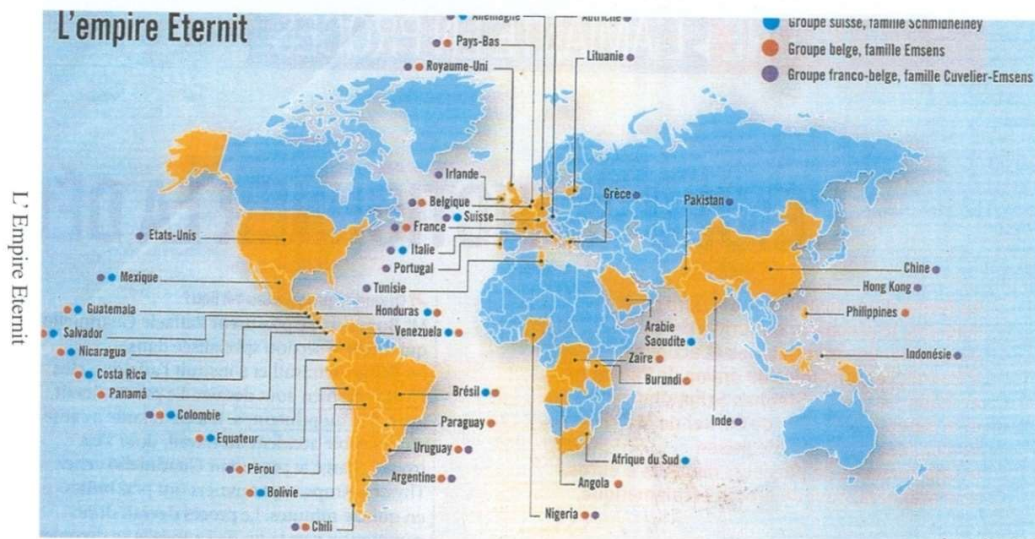 L'empire Eternit
Allemagne
Autriche
Groupe suisse, famille Schmidheiney
Groupe belge, famille Emsens
Groupe franco-belge, famille Cuvelier-Emsens
Pays-Bas
Royaume-Uni
Lituanie
Irlande
Belgique
Suisse
France
Italie
Portugal
Tunisie
Grèce
Pakistan
Etats-Unis
Mexique
Guatemala
Salvador
Nicaragua
Costa Rica
Panamá
Colombie
Equateur
Pérou
Bolivie
Chili
Honduras
Venezuela
Brésil
Paraguay
Uruguay
Argentine
Nigeria
Angola
Afrique du Sud
Burundi
Zaïre
Arabie
Saoudite
Inde
Chine
Hong Kong
Philippines
Indonésie
L' Empire Eternit